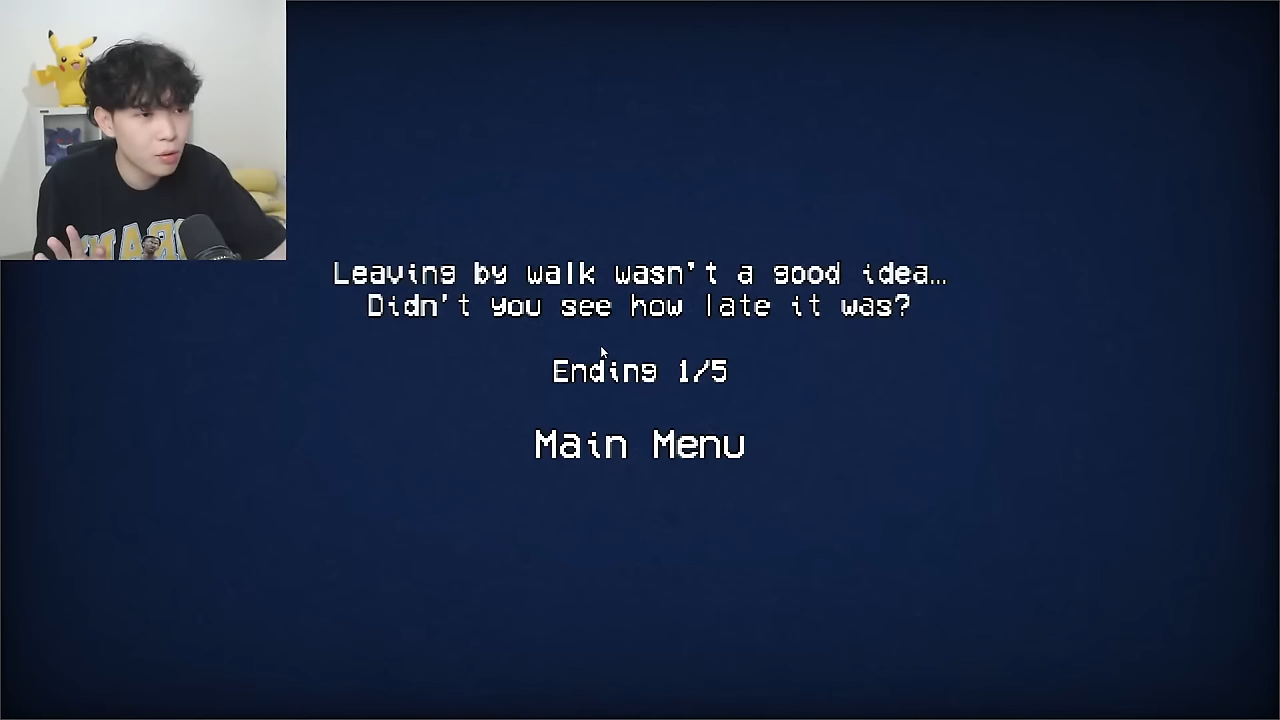 Leaving by walk wasn't a good idea...
Didn't you see how late it was?
Ending 1/5
Main Menu